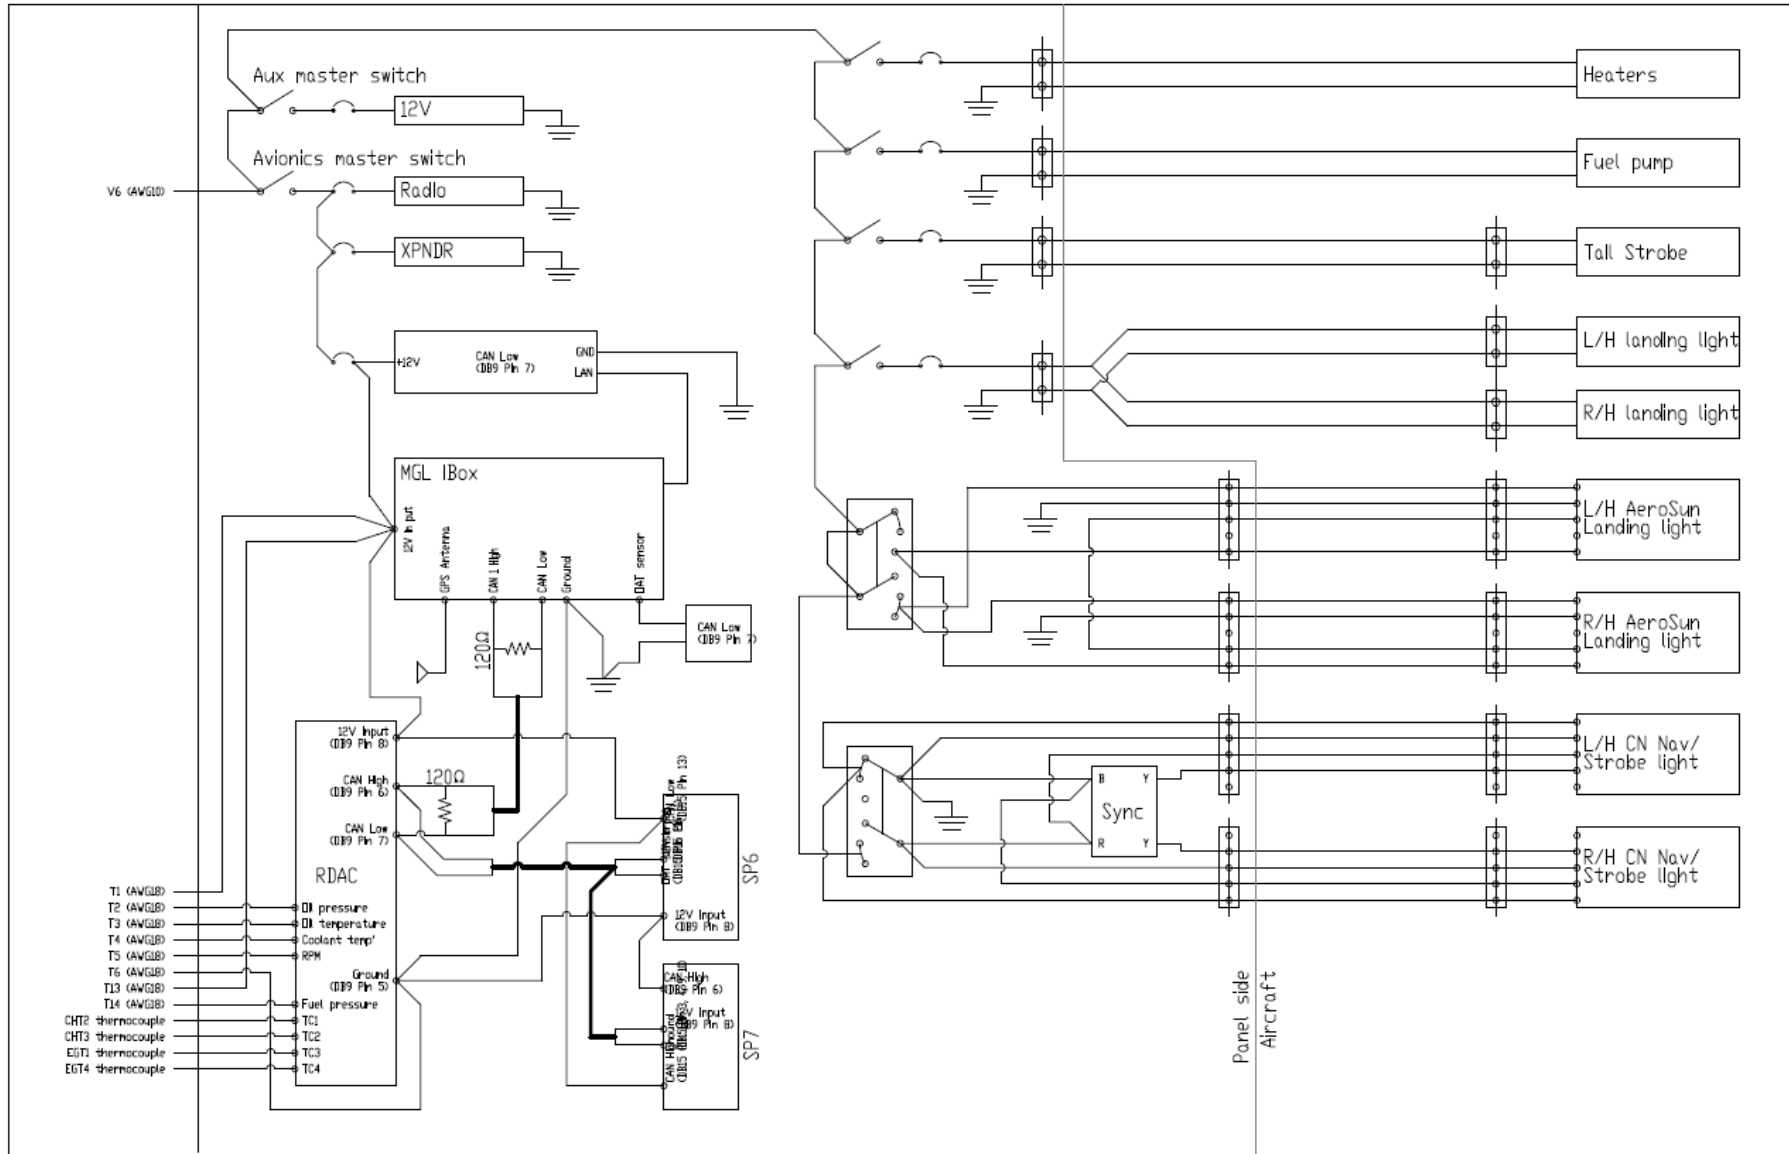 Aux master switch
12V
Avionics master switch
V6 (AWG10)
Radio
XPNDR
+12V
CAN Low
(DB9 Pin 7)
GND
LAN
MGL IBox
12V Input
GPS Antenna
CAN 1 High
CAN Low
Ground
OAT sensor
CAN Low
(DB9 Pin 7)
120Ω
12V Input
(DB9 Pin 8)
CAN High
(DB9 Pin 6)
120Ω
CAN Low
(DB9 Pin 7)
RDAC
T1 (AWG18)
T2 (AWG18)
T3 (AWG18)
T4 (AWG18)
T5 (AWG18)
T6 (AWG18)
T13 (AWG18)
T14 (AWG18)
CHT2 thermocouple
CHT3 thermocouple
EGT1 thermocouple
EGT4 thermocouple
Oil pressure
Oil temperature
Coolant temp'
RPM
Ground
(DB9 Pin 5)
Fuel pressure
TC1
TC2
TC3
TC4
SP6
12V Input
(DB9 Pin 8)
SP7
CAN High
(DB9 Pin 6)
V Input
Heaters
Fuel pump
Tail Strobe
L/H landing light
R/H landing light
L/H AeroSun
Landing light
R/H AeroSun
Landing light
L/H CN Nav/
Strobe light
R/H CN Nav/
Strobe light
B Y
Sync
R Y
Panel side
Aircraft